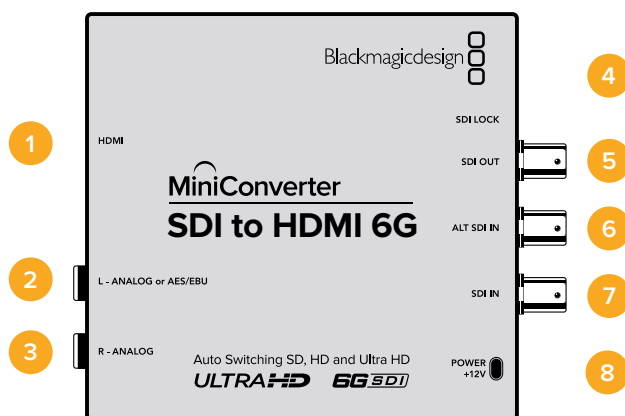 Blackmagicdesign
4
SDI LOCK
1
HDMI
SDI OUT
5
MiniConverter
SDI to HDMI 6G
ALT SDI IN
6
2
L - ANALOG or AES/EBU
SDI IN
7
3
R - ANALOG
Auto Switching SD, HD and Ultra HD
ULTRAHD 6G SDI
POWER
+12V
8